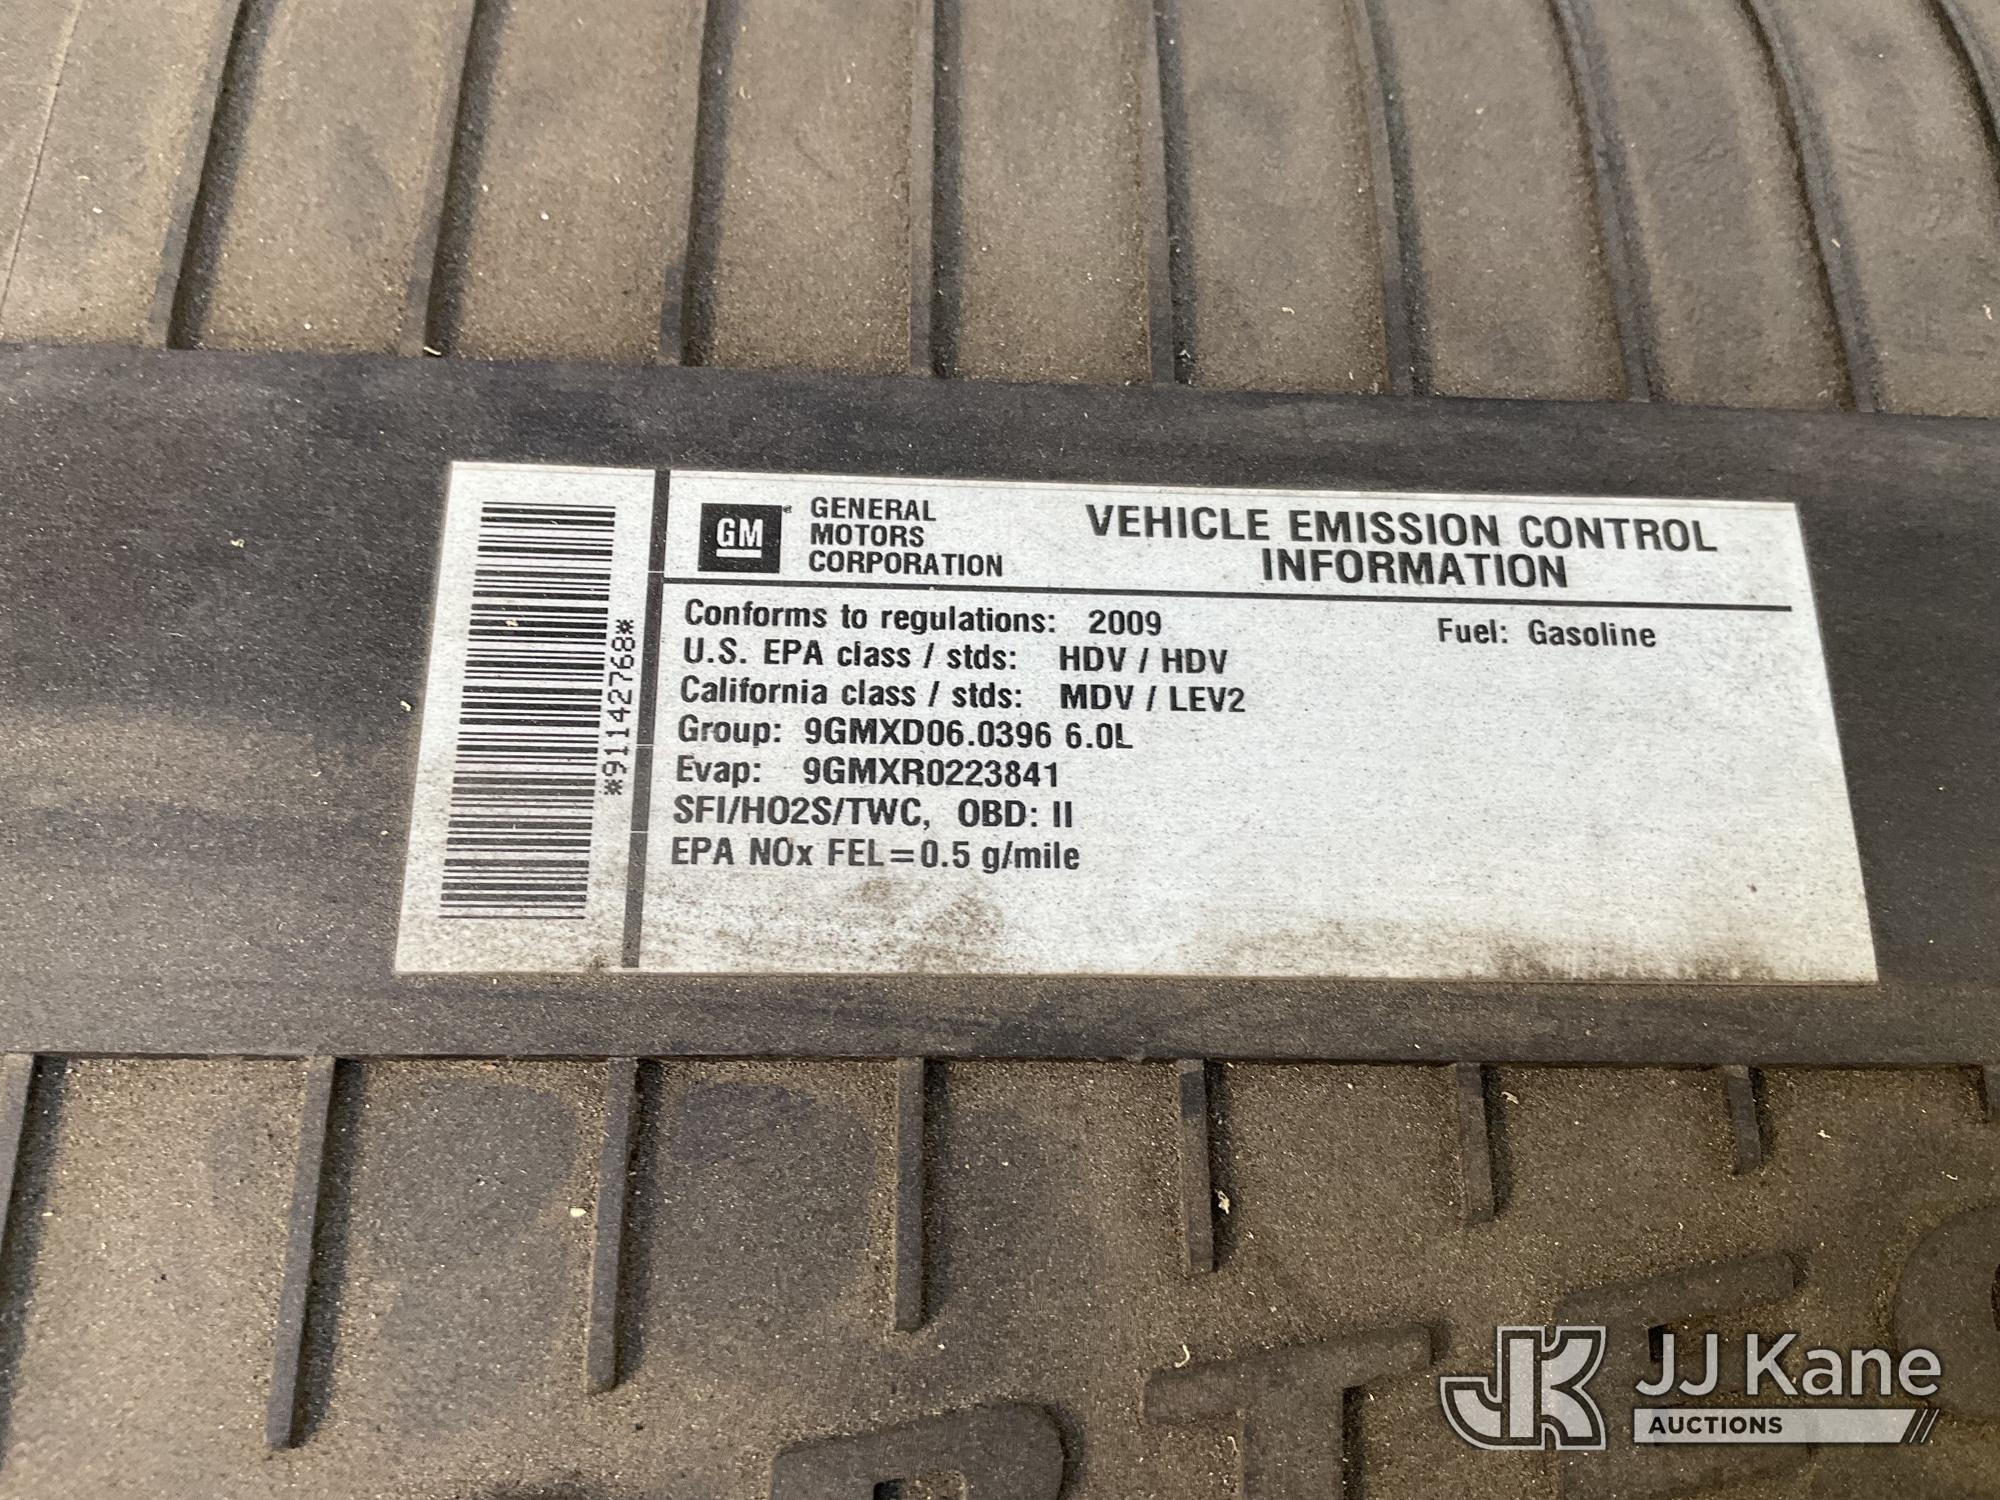 GM GENERAL
MOTORS
CORPORATION
VEHICLE EMISSION CONTROL
INFORMATION
Conforms to regulations: 2009 Fuel: Gasoline
U.S. EPA class / stds: HDV / HDV
California class / stds: MDV / LEV2
Group: 9GMXD06.0396 6.0L
Evap: 9GMXR0223841
SFI/HO2S/TWC, OBD: II
EPA NOx FEL=0.5 g/mile
*91142768*
JK JJ Kane
AUCTIONS